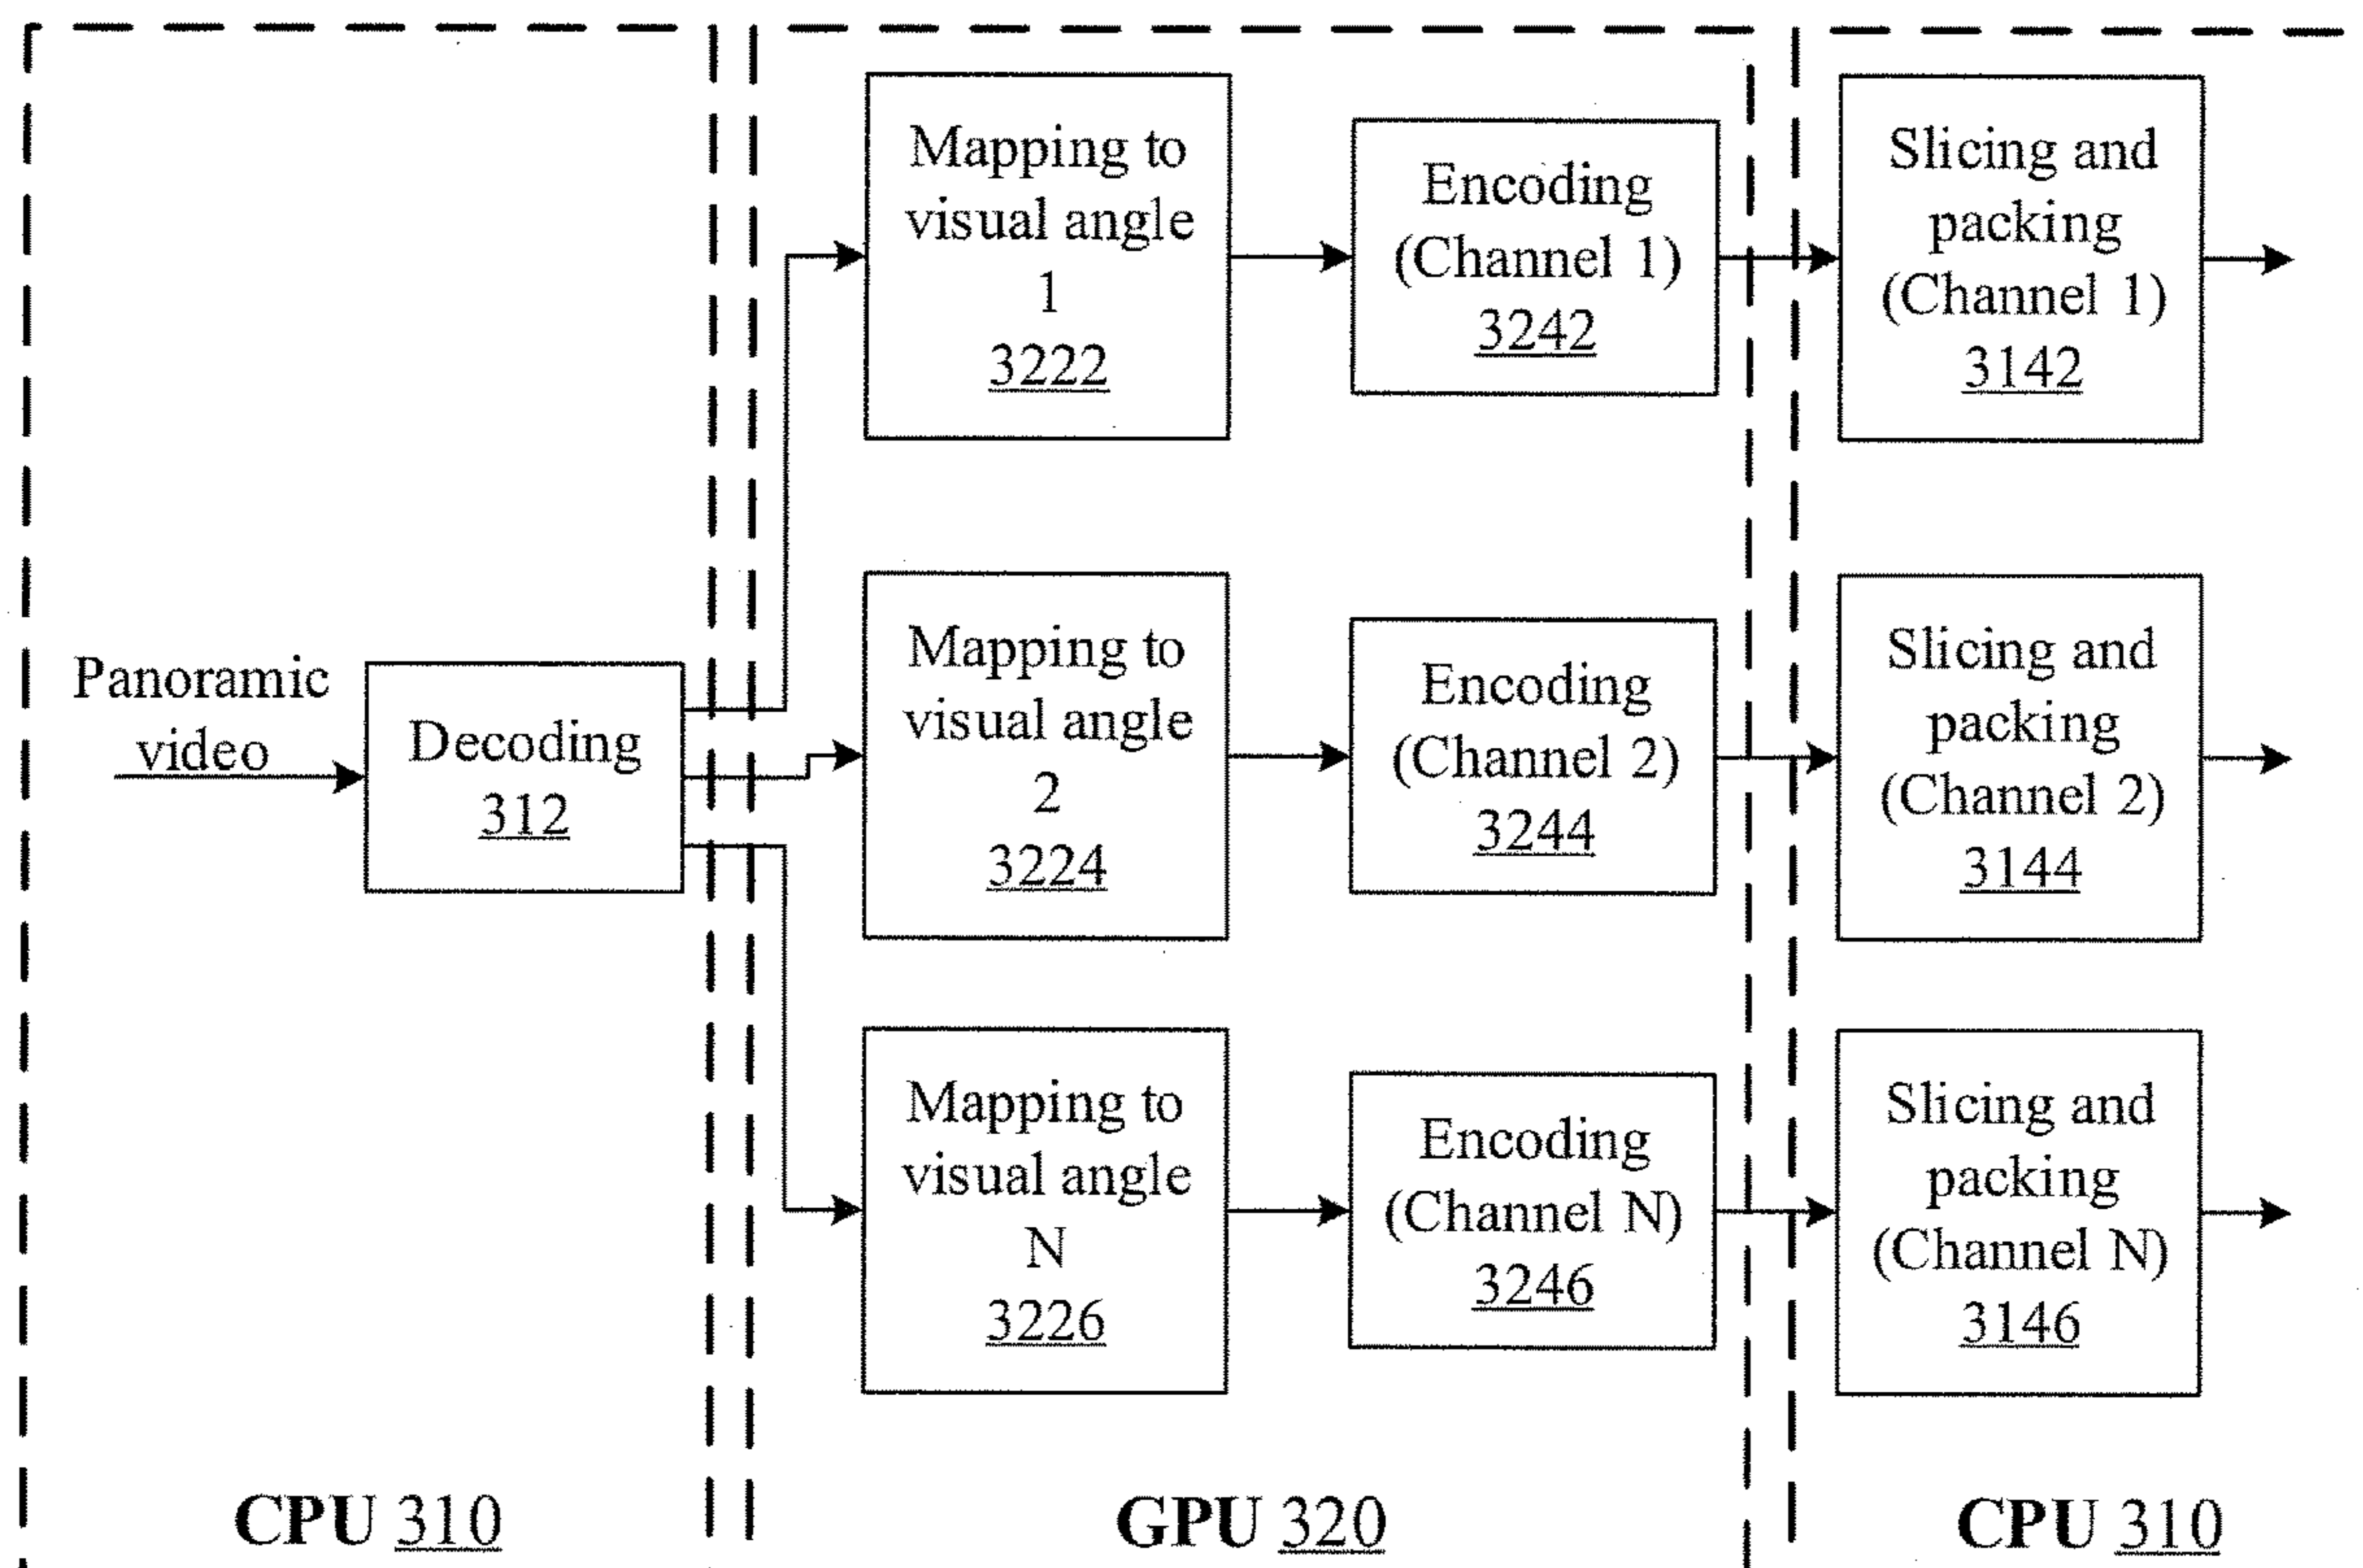 Panoramic
video
Decoding
312
Mapping to
visual angle
1
3222
Encoding
(Channel 1)
3242
Slicing and
packing
(Channel 1)
3142
Mapping to
visual angle
2
3224
Encoding
(Channel 2)
3244
Slicing and
packing
(Channel 2)
3144
Mapping to
visual angle
N
3226
Encoding
(Channel N)
3246
Slicing and
packing
(Channel N)
3146
CPU 310
GPU 320
CPU 310